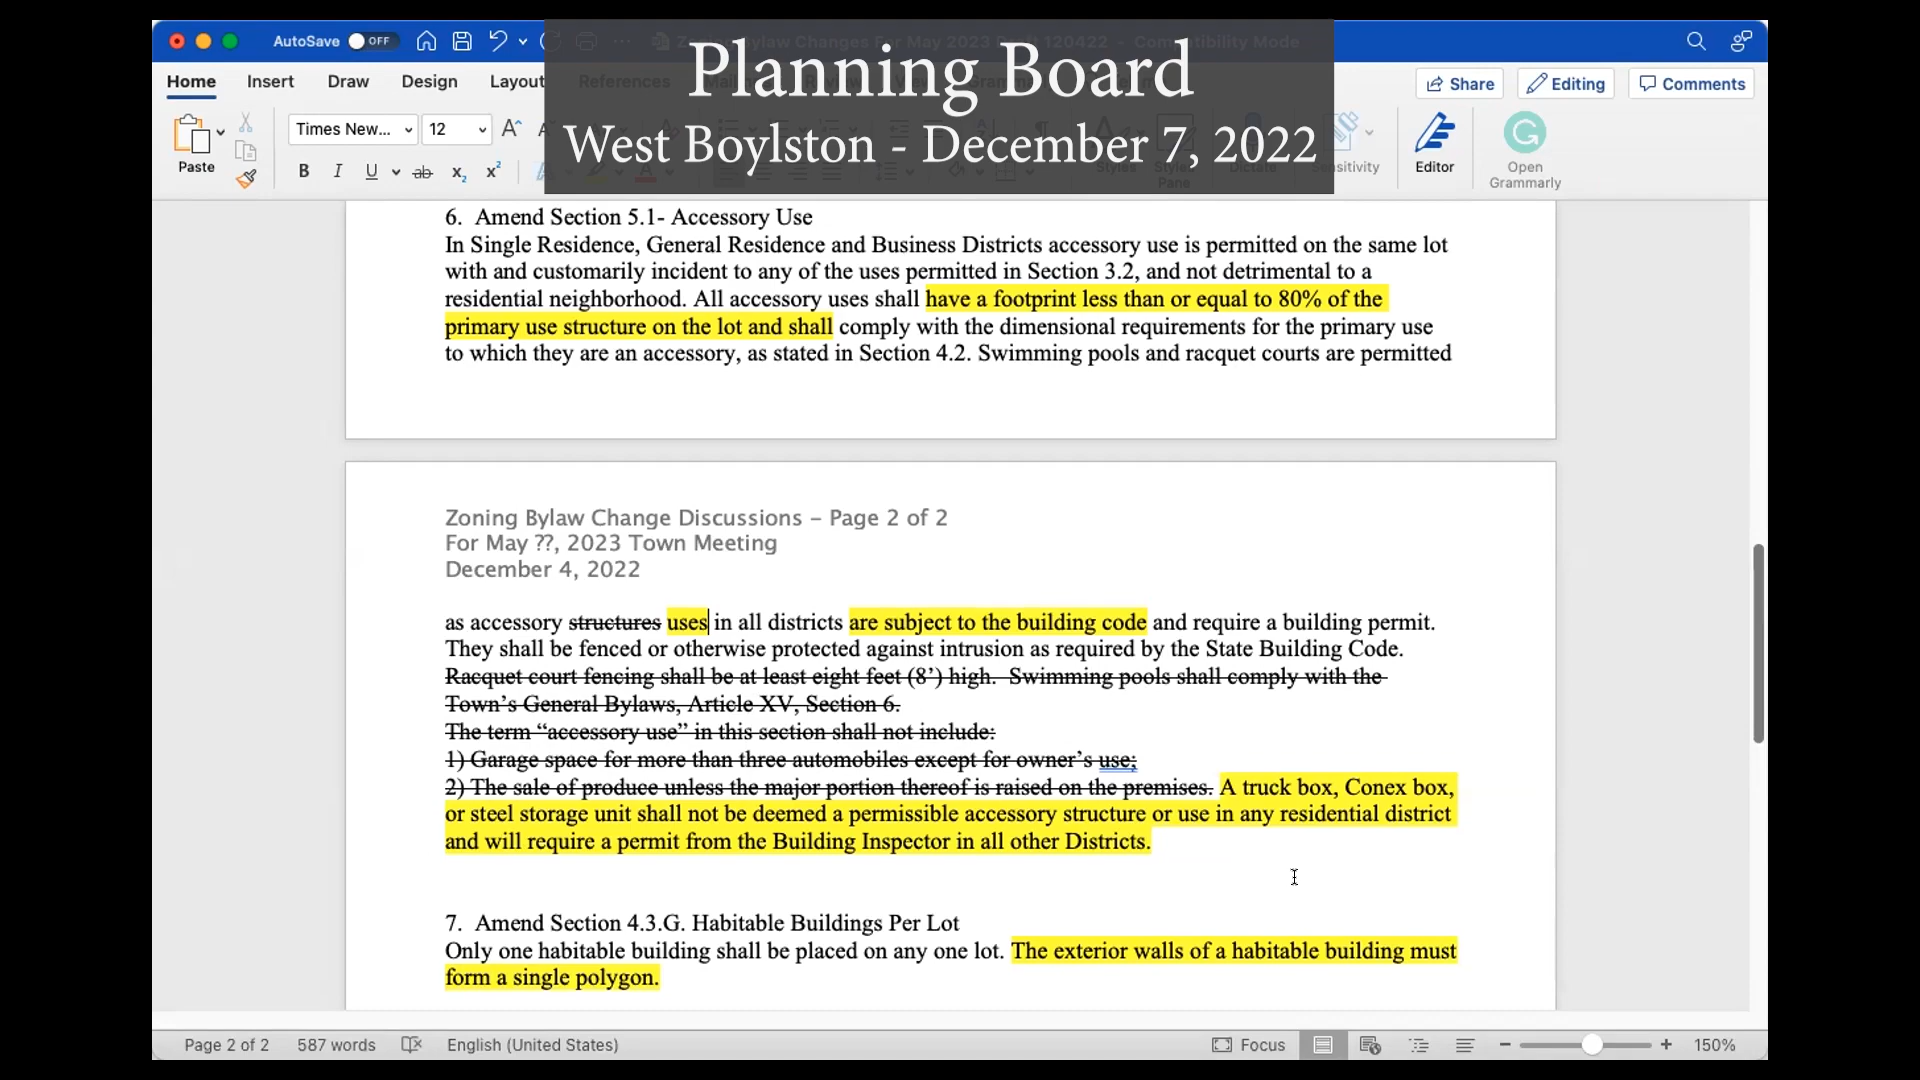 AutoSave OFF
Planning Board
West Boylston - December 7, 2022
Home Insert Draw Design Layout
Share Editing Comments
Paste
Times New... 12
B I U ab x2 x2
Editor
Open
Grammarly
6. Amend Section 5.1- Accessory Use
In Single Residence, General Residence and Business Districts accessory use is permitted on the same lot
with and customarily incident to any of the uses permitted in Section 3.2, and not detrimental to a
residential neighborhood. All accessory uses shall have a footprint less than or equal to 80% of the
primary use structure on the lot and shall comply with the dimensional requirements for the primary use
to which they are an accessory, as stated in Section 4.2. Swimming pools and racquet courts are permitted
Zoning Bylaw Change Discussions – Page 2 of 2
For May ??, 2023 Town Meeting
December 4, 2022
as accessory structures uses in all districts are subject to the building code and require a building permit.
They shall be fenced or otherwise protected against intrusion as required by the State Building Code.
Racquet court fencing shall be at least eight feet (8’) high. Swimming pools shall comply with the
Town’s General Bylaws, Article XV, Section 6.
The term “accessory use” in this section shall not include:
1) Garage space for more than three automobiles except for owner’s use;
2) The sale of produce unless the major portion thereof is raised on the premises. A truck box, Conex box,
or steel storage unit shall not be deemed a permissible accessory structure or use in any residential district
and will require a permit from the Building Inspector in all other Districts.
7. Amend Section 4.3.G. Habitable Buildings Per Lot
Only one habitable building shall be placed on any one lot. The exterior walls of a habitable building must
form a single polygon.
Page 2 of 2 587 words English (United States) Focus 150%